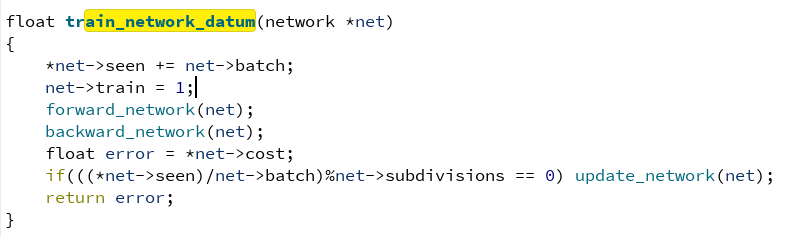 float train_network_datum(network *net)
{
    *net->seen += net->batch;
    net->train = 1;
    forward_network(net);
    backward_network(net);
    float error = *net->cost;
    if(((*net->seen)/net->batch)%net->subdivisions == 0) update_network(net);
    return error;
}